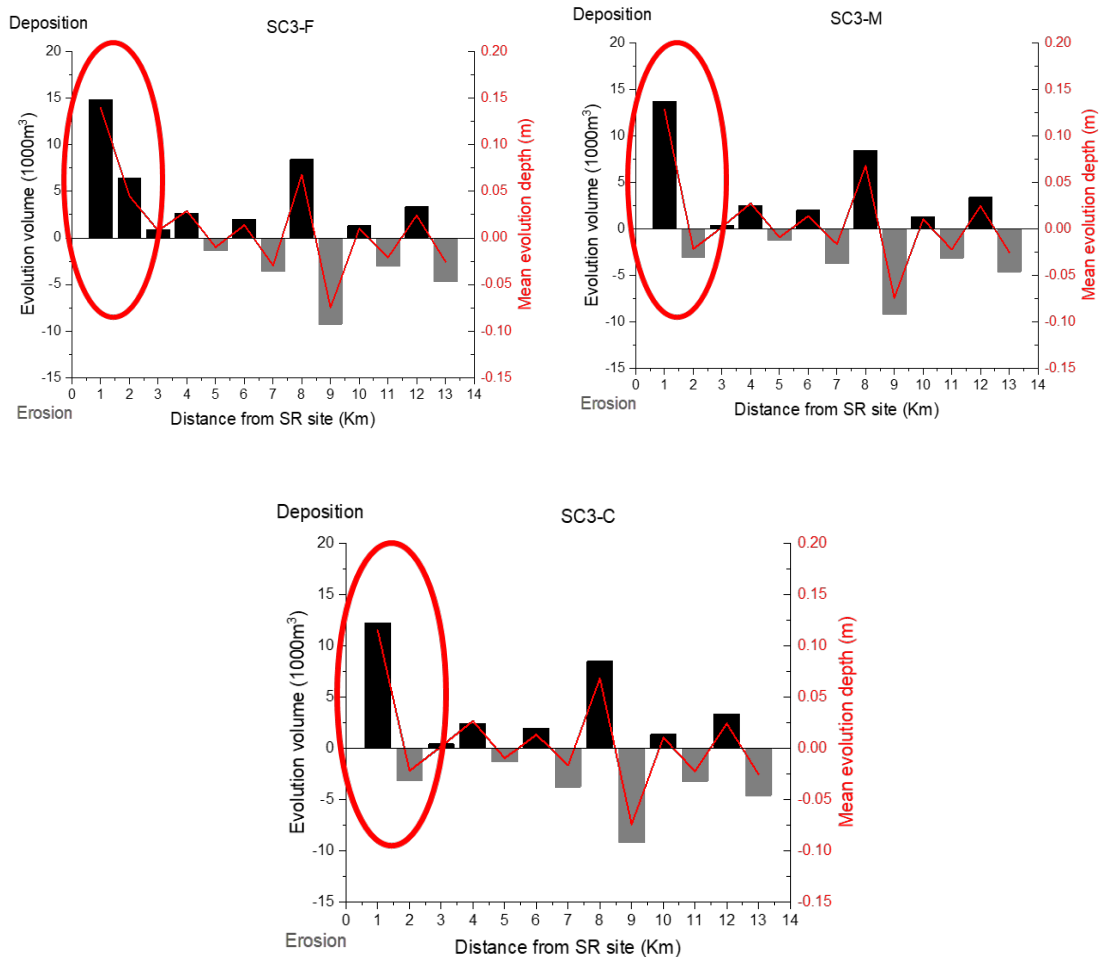 Deposition
SC3-F
20
15
10
5
0
-5
-10
-15
Evolution volume (1000m³)
0.20
0.15
0.10
0.05
0.00
-0.05
-0.10
-0.15
Mean evolution depth (m)
0 1 2 3 4 5 6 7 8 9 10 11 12 13 14
Erosion
Distance from SR site (Km)
Deposition
SC3-M
20
15
10
5
0
-5
-10
-15
Evolution volume (1000m³)
0.20
0.15
0.10
0.05
0.00
-0.05
-0.10
-0.15
Mean evolution depth (m)
0 1 2 3 4 5 6 7 8 9 10 11 12 13 14
Erosion
Distance from SR site (Km)
Deposition
SC3-C
20
15
10
5
0
-5
-10
-15
Evolution volume (1000m³)
0.20
0.15
0.10
0.05
0.00
-0.05
-0.10
-0.15
Mean evolution depth (m)
0 1 2 3 4 5 6 7 8 9 10 11 12 13 14
Erosion
Distance from SR site (Km)